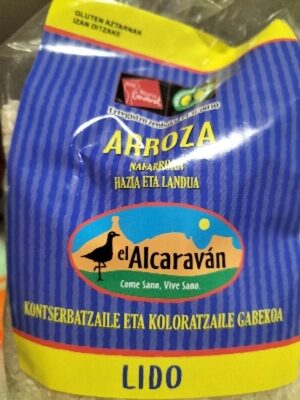 GLUTEN AZTARNAK
IZAN DITZAKE
ARROZA
NAFARROAN
HAZIA ETA LANDUA
el Alcaraván
Come Sano, Vive Sano.
KONTSERBATZAILE ETA KOLORATZAILE GABEKOA
LIDO